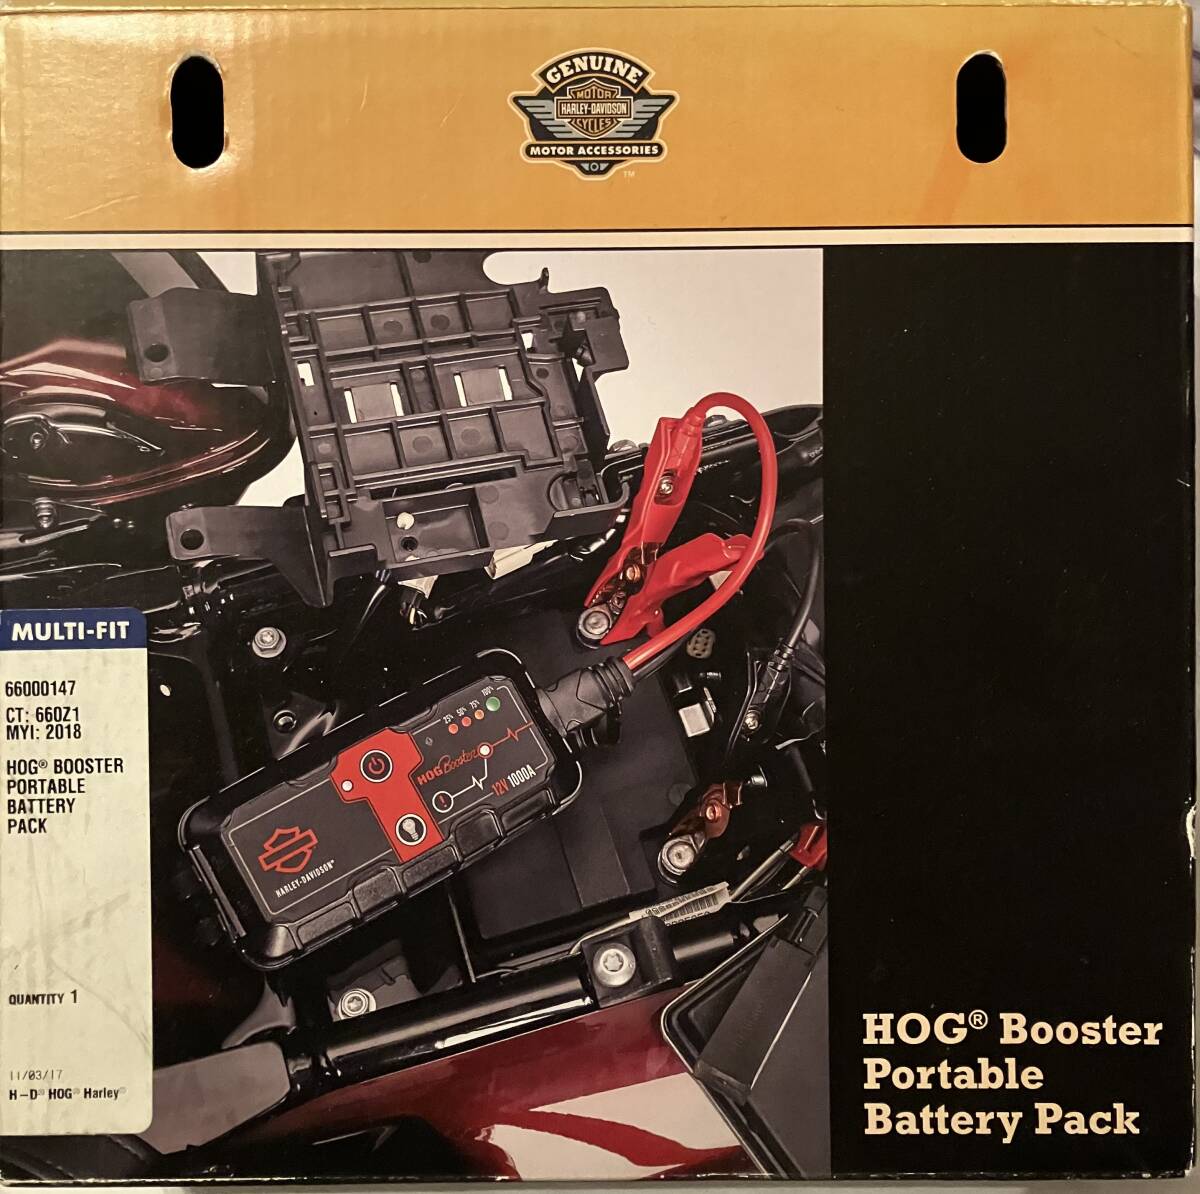 GENUINE
MOTOR
HARLEY-DAVIDSON
CYCLES
MOTOR ACCESSORIES
TM
MULTI-FIT
66000147
CT: 660Z1
MYI: 2018
HOG® BOOSTER
PORTABLE
BATTERY
PACK
QUANTITY 1
11/03/17
H-D® HOG® Harley®
25% 50% 75% 100%
HOG Booster
12V 1000A
HARLEY-DAVIDSON®
HOG® Booster
Portable
Battery Pack